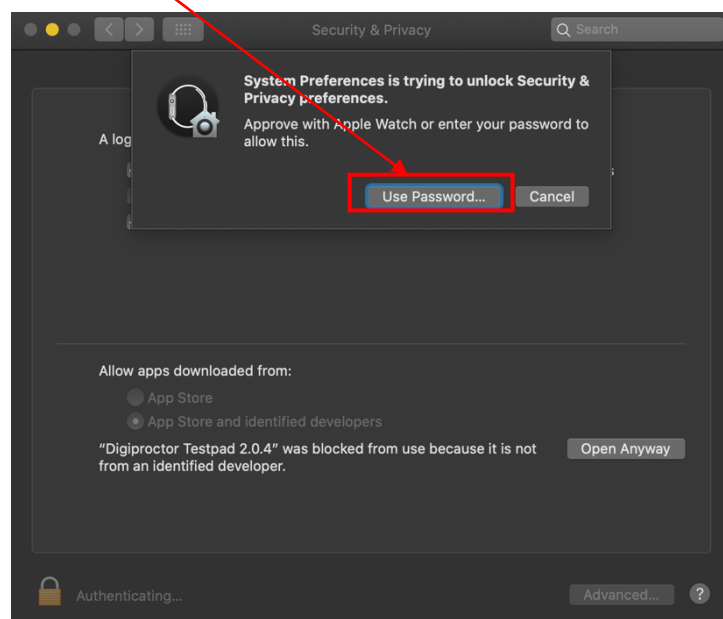 Security & Privacy
Search
System Preferences is trying to unlock Security &
Privacy preferences.
Approve with Apple Watch or enter your password to
allow this.
A log
s
Use Password...
Cancel
Allow apps downloaded from:
App Store
App Store and identified developers
“Digiproctor Testpad 2.0.4” was blocked from use because it is not
from an identified developer.
Open Anyway
Authenticating...
Advanced...
?